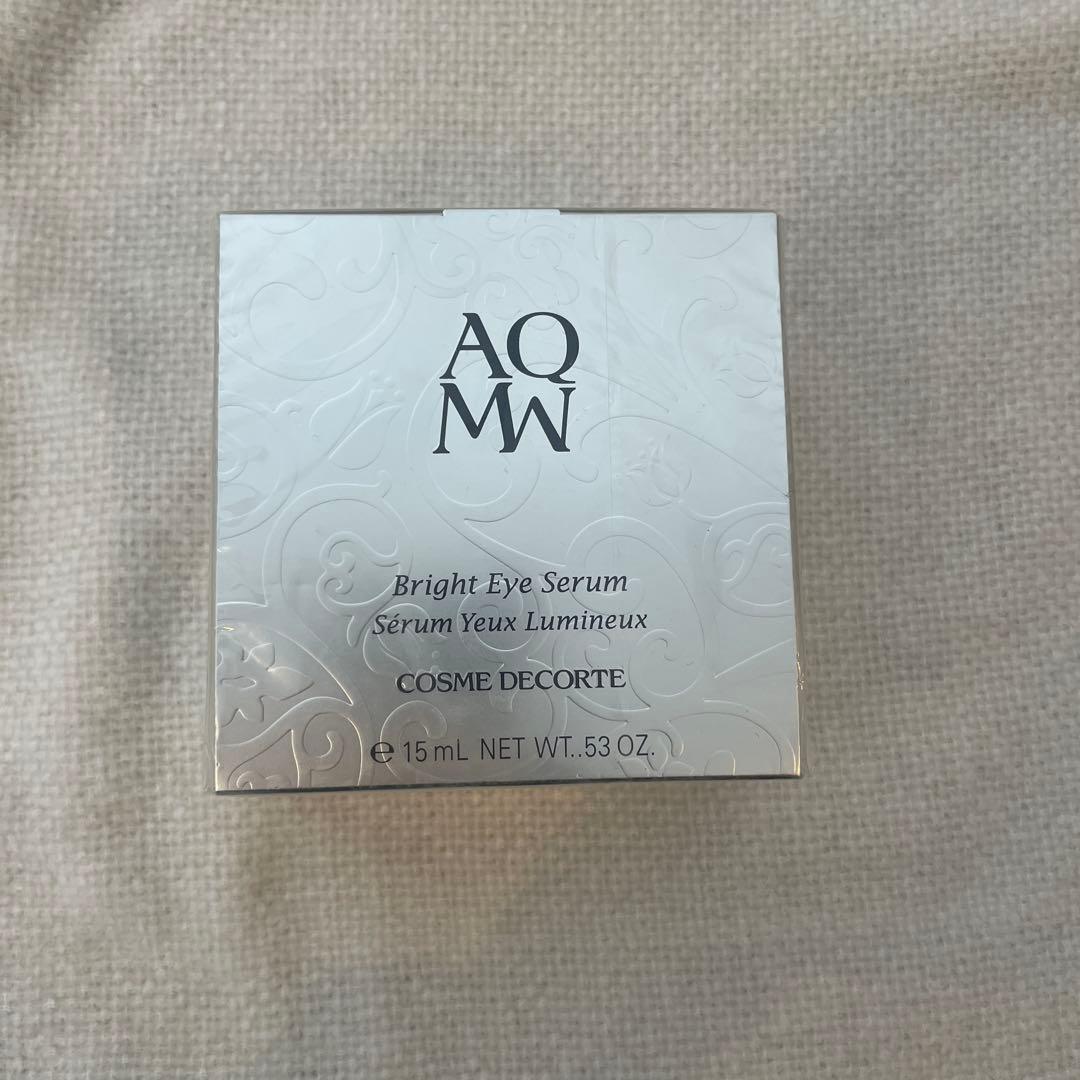 AQ
MW
Bright Eye Serum
Sérum Yeux Lumineux
COSME DECORTE
℮ 15 mL NET WT..53 OZ.